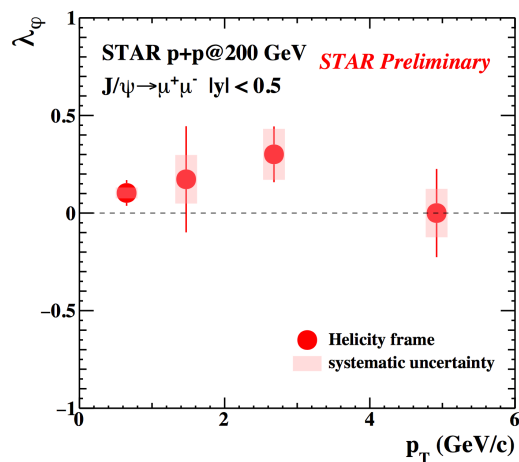 λφ
1
0.5
0
-0.5
-1
STAR p+p@200 GeV
STAR Preliminary
J/ψ→μ+μ- |y| < 0.5
Helicity frame
systematic uncertainty
0
2
4
6
pT (GeV/c)